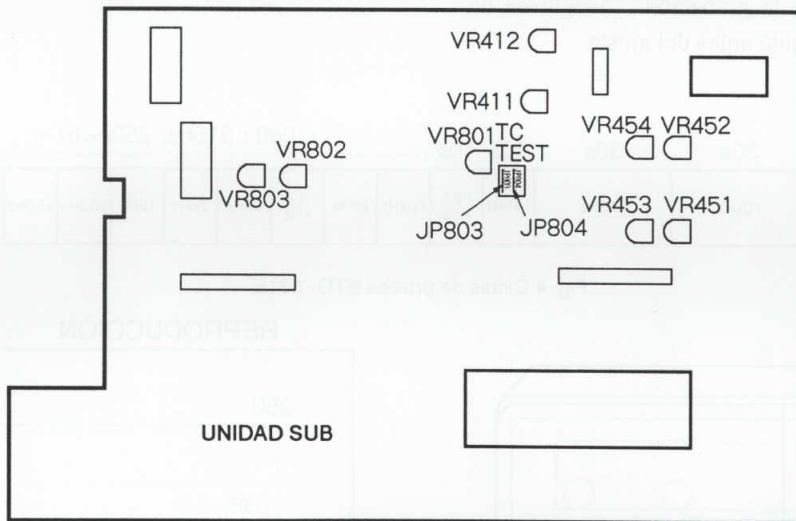 VR412
VR411
VR801
TC
TEST
VR454
VR452
VR802
VR803
JP803
JP804
VR453
VR451
UNIDAD SUB